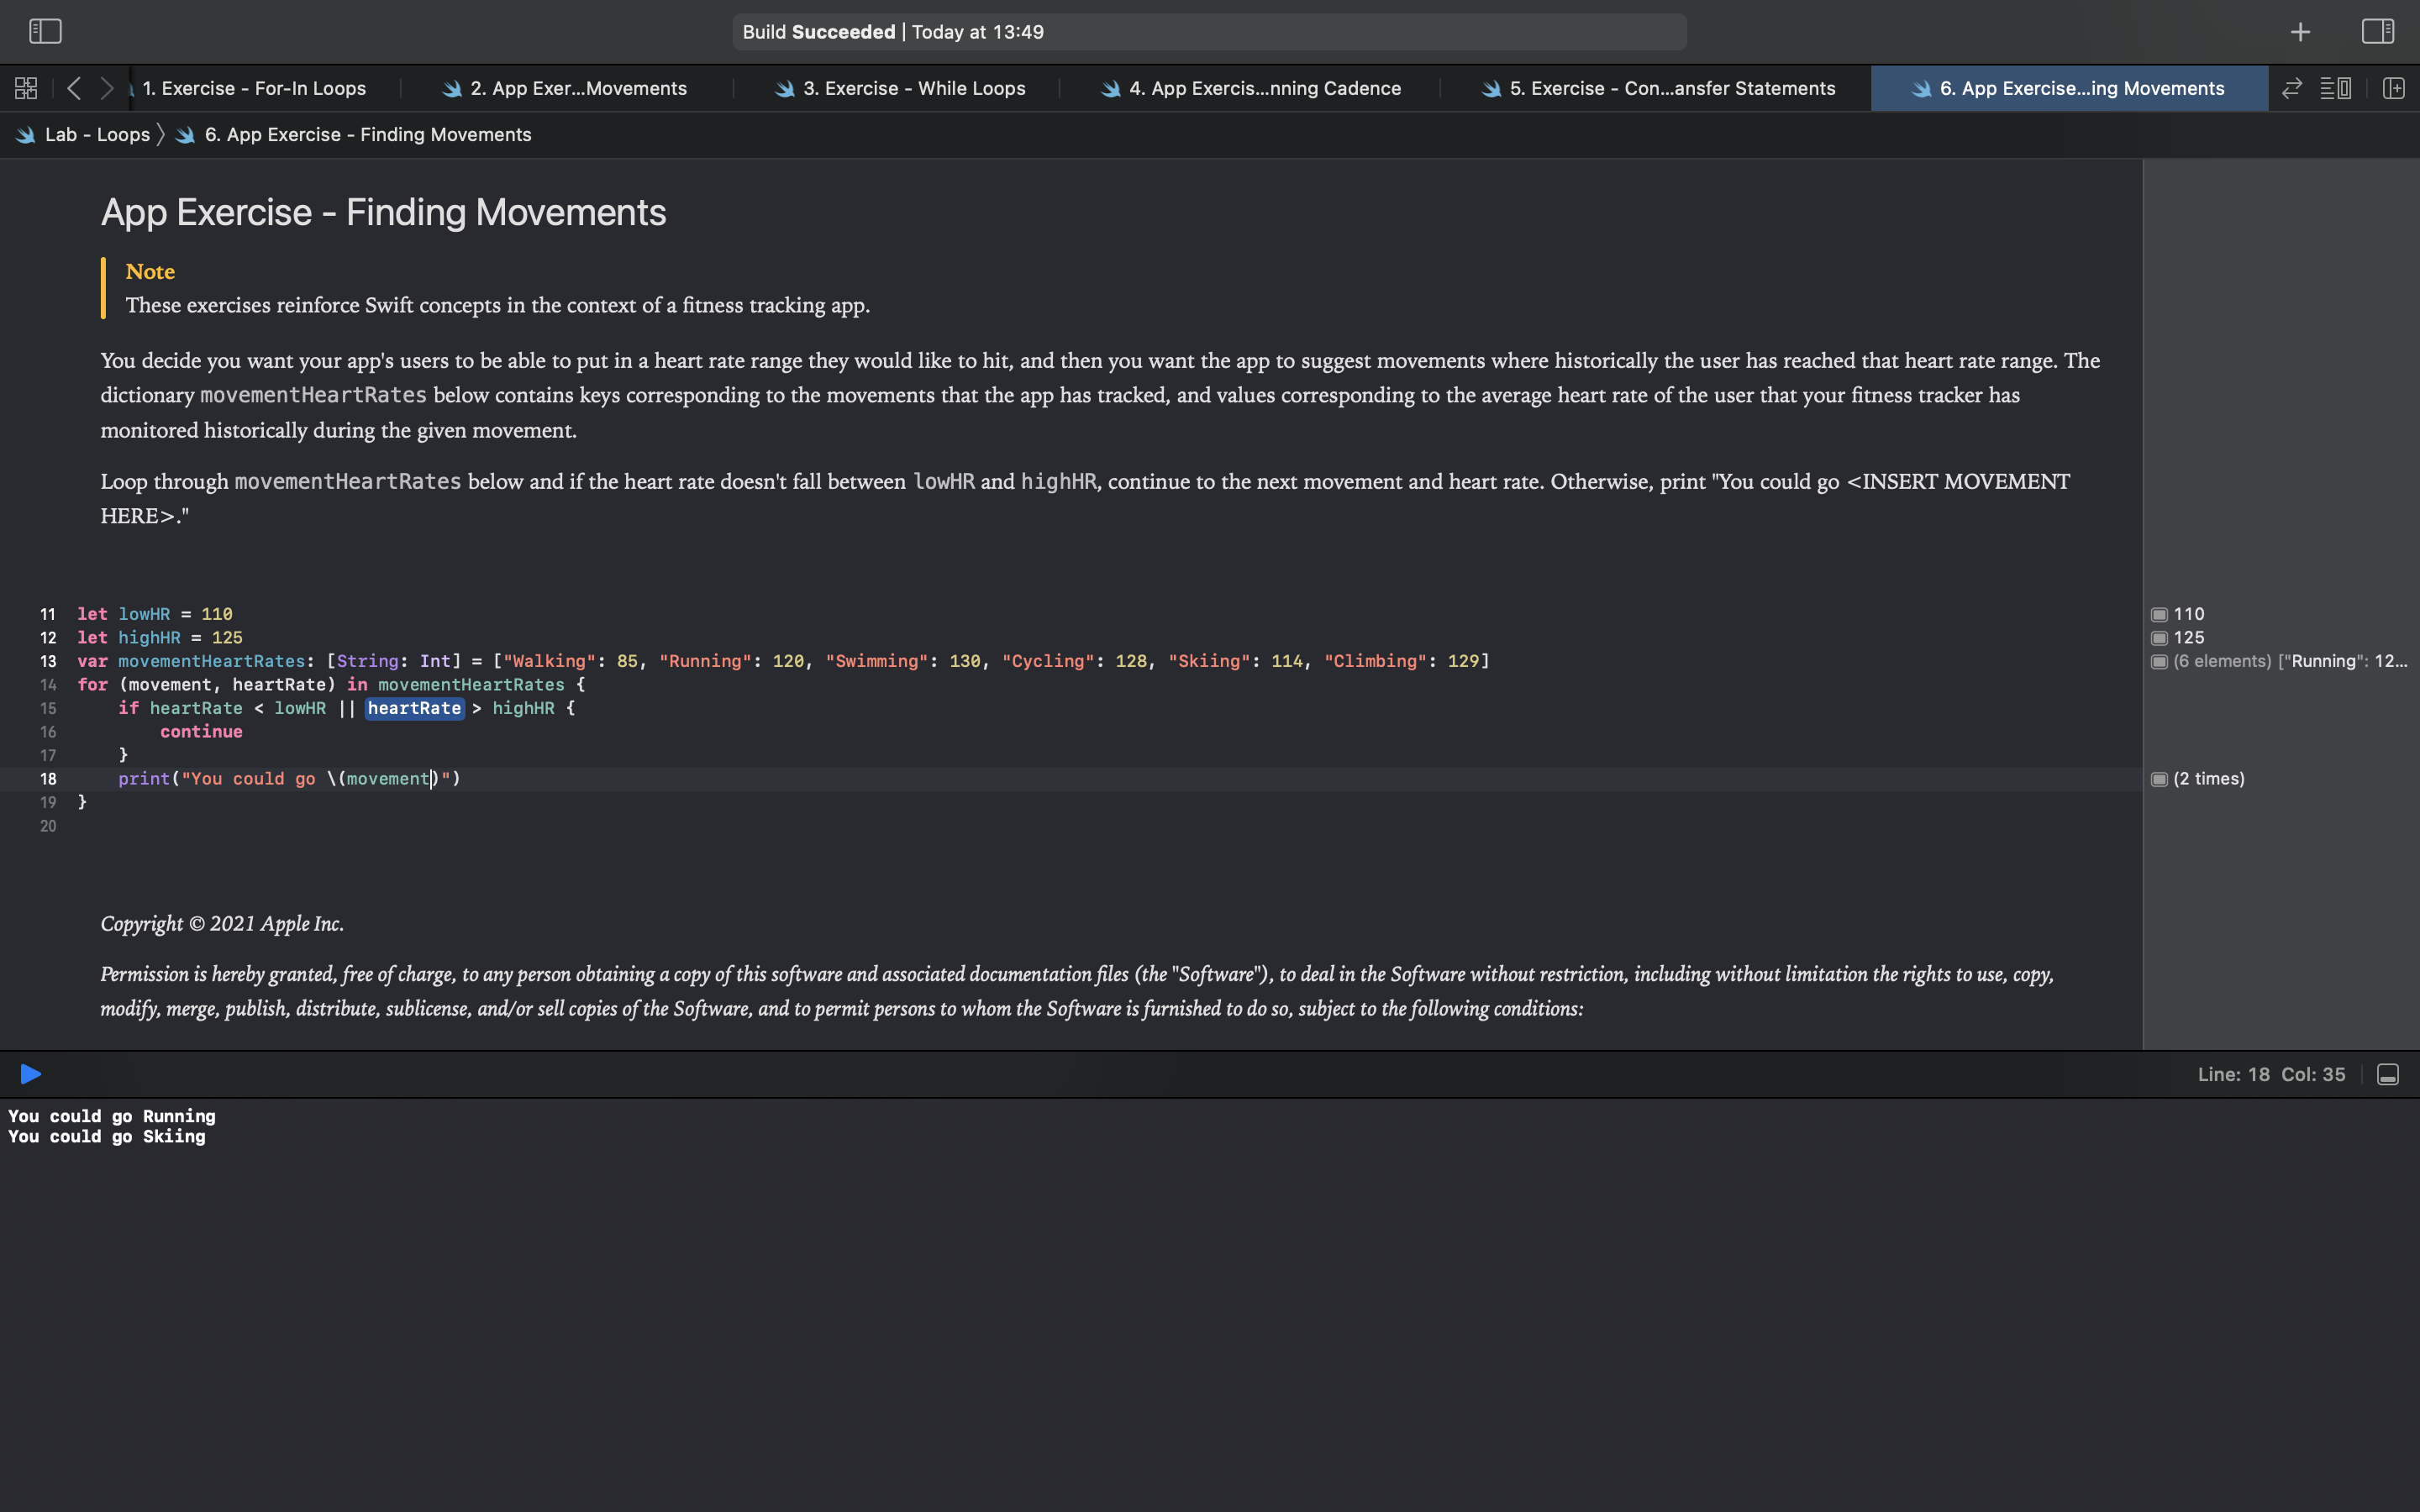 Build Succeeded | Today at 13:49
1. Exercise - For-In Loops
2. App Exer...Movements
3. Exercise - While Loops
4. App Exercis...nning Cadence
5. Exercise - Con...ansfer Statements
6. App Exercise...ing Movements
Lab - Loops 〉 6. App Exercise - Finding Movements
App Exercise - Finding Movements
Note
These exercises reinforce Swift concepts in the context of a fitness tracking app.
You decide you want your app's users to be able to put in a heart rate range they would like to hit, and then you want the app to suggest movements where historically the user has reached that heart rate range. The
dictionary movementHeartRates below contains keys corresponding to the movements that the app has tracked, and values corresponding to the average heart rate of the user that your fitness tracker has
monitored historically during the given movement.
Loop through movementHeartRates below and if the heart rate doesn't fall between lowHR and highHR, continue to the next movement and heart rate. Otherwise, print "You could go <INSERT MOVEMENT
HERE>."
11 let lowHR = 110
110
12 let highHR = 125
125
13 var movementHeartRates: [String: Int] = ["Walking": 85, "Running": 120, "Swimming": 130, "Cycling": 128, "Skiing": 114, "Climbing": 129]
(6 elements) ["Running": 12...
14 for (movement, heartRate) in movementHeartRates {
15 if heartRate < lowHR || heartRate > highHR {
16 continue
17 }
18 print("You could go \(movement)")
(2 times)
19 }
20
Copyright © 2021 Apple Inc.
Permission is hereby granted, free of charge, to any person obtaining a copy of this software and associated documentation files (the "Software"), to deal in the Software without restriction, including without limitation the rights to use, copy,
modify, merge, publish, distribute, sublicense, and/or sell copies of the Software, and to permit persons to whom the Software is furnished to do so, subject to the following conditions:
Line: 18 Col: 35
You could go Running
You could go Skiing